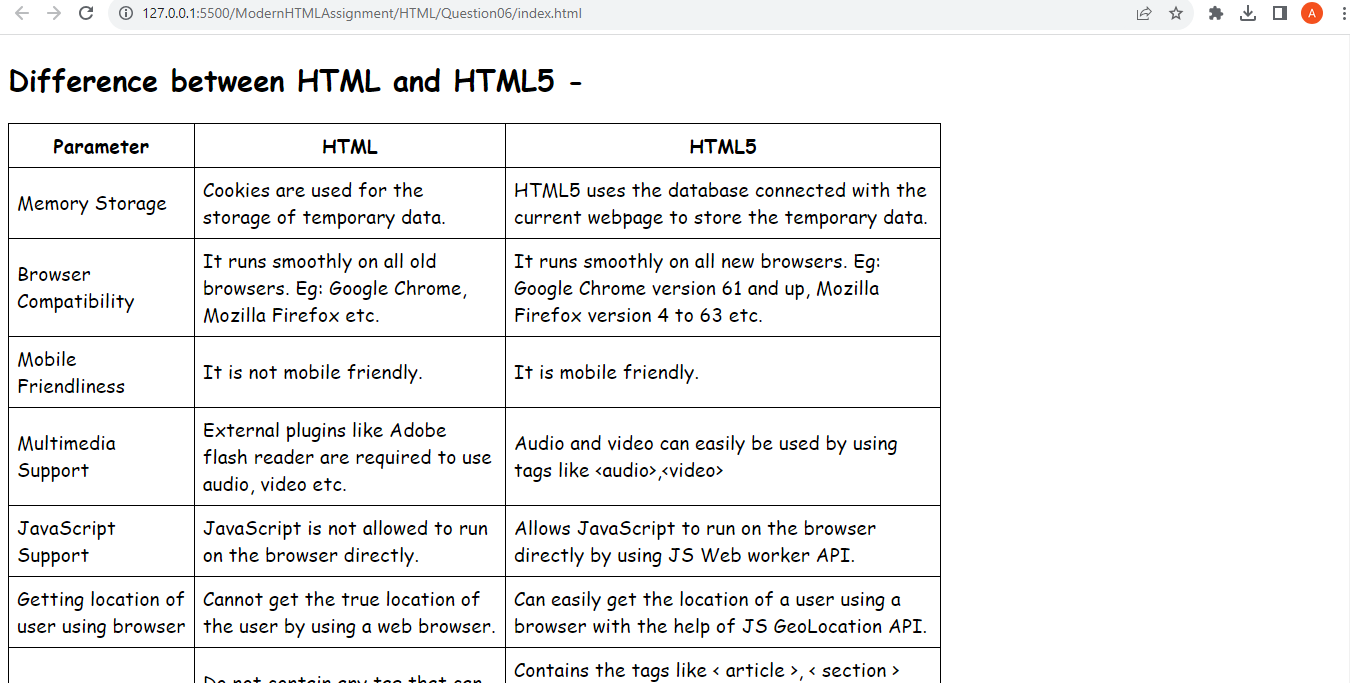 127.0.0.1:5500/ModernHTMLAssignment/HTML/Question06/index.html
A
Difference between HTML and HTML5 -
Parameter
HTML
HTML5
Memory Storage
Cookies are used for the
storage of temporary data.
HTML5 uses the database connected with the
current webpage to store the temporary data.
Browser
Compatibility
It runs smoothly on all old
browsers. Eg: Google Chrome,
Mozilla Firefox etc.
It runs smoothly on all new browsers. Eg:
Google Chrome version 61 and up, Mozilla
Firefox version 4 to 63 etc.
Mobile
Friendliness
It is not mobile friendly.
It is mobile friendly.
Multimedia
Support
External plugins like Adobe
flash reader are required to use
audio, video etc.
Audio and video can easily be used by using
tags like <audio>,<video>
JavaScript
Support
JavaScript is not allowed to run
on the browser directly.
Allows JavaScript to run on the browser
directly by using JS Web worker API.
Getting location of
user using browser
Cannot get the true location of
the user by using a web browser.
Can easily get the location of a user using a
browser with the help of JS GeoLocation API.
Do not contain any tag that can
Contains the tags like < article >, < section >